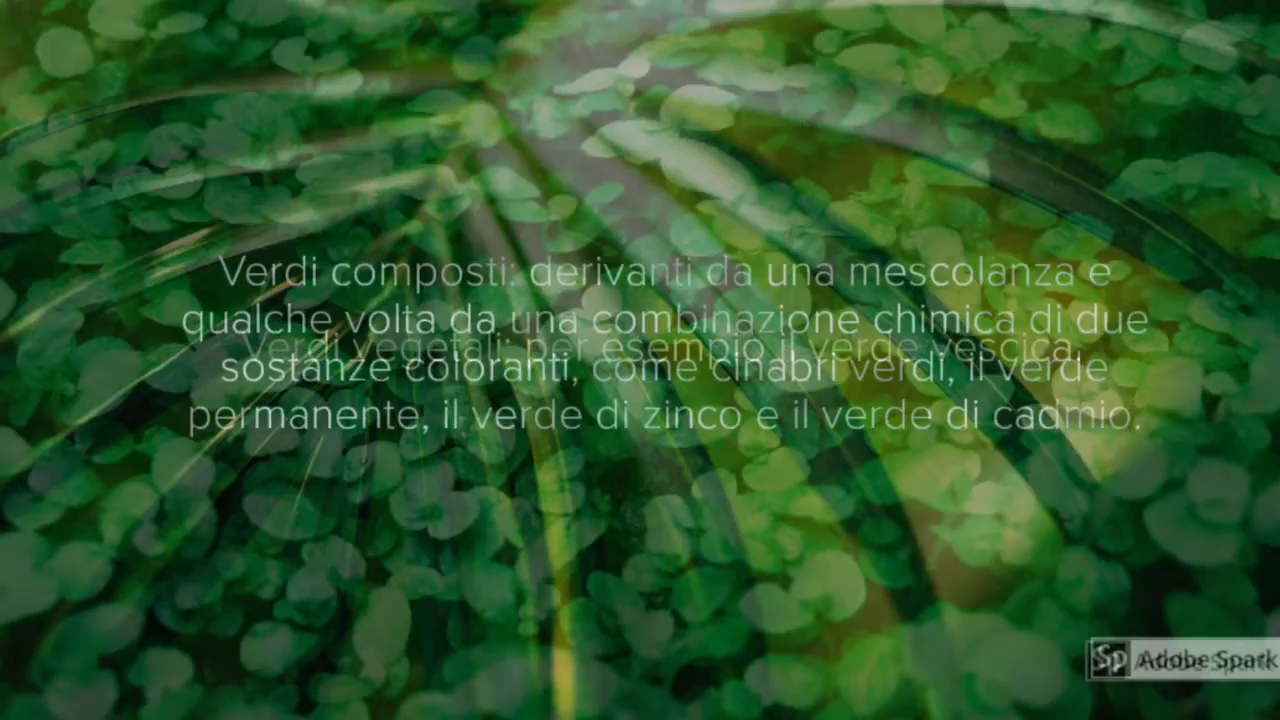 Verdi composti: derivanti da una mescolanza e
qualche volta da una combinazione chimica di due
Verdi vegetali: per esempio il verde vescica.
sostanze coloranti, come cinabri verdi, il verde
permanente, il verde di zinco e il verde di cadmio.
Sp Adobe Spark